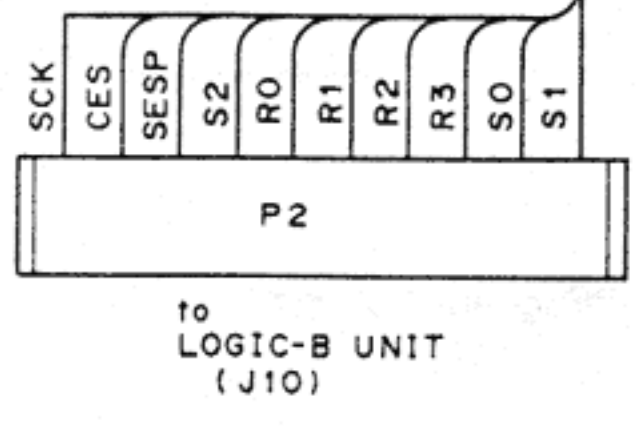 SCK
CES
SESP
S2
R0
R1
R2
R3
S0
S1
P2
to
LOGIC-B UNIT
(J10)